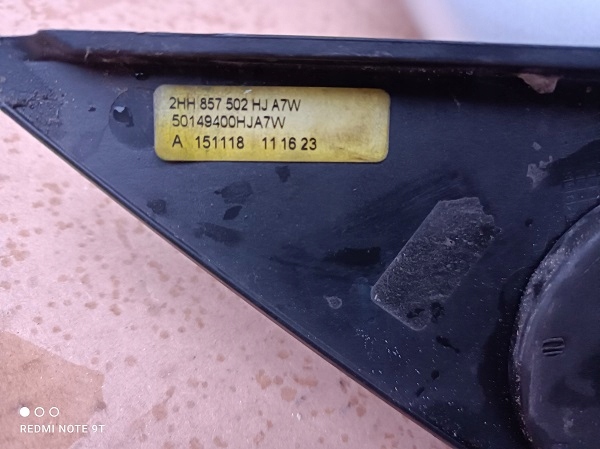 2HH 857 502 HJ A7W
50149400HJA7W
A 151118 11 16 23
REDMI NOTE 9T